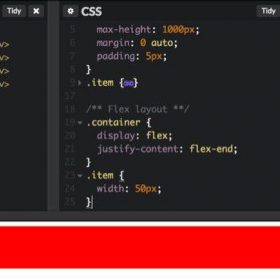 Tidy
CSS
Tidy
v>
v>
v>
v>
5 max-height: 1000px;
6 margin: 0 auto;
7 padding: 5px;
8 }
9 .item {↔}
17
18 /** Flex layout **/
19 .container {
20 display: flex;
21 justify-content: flex-end;
22 }
23 .item {
24 width: 50px;
25 }